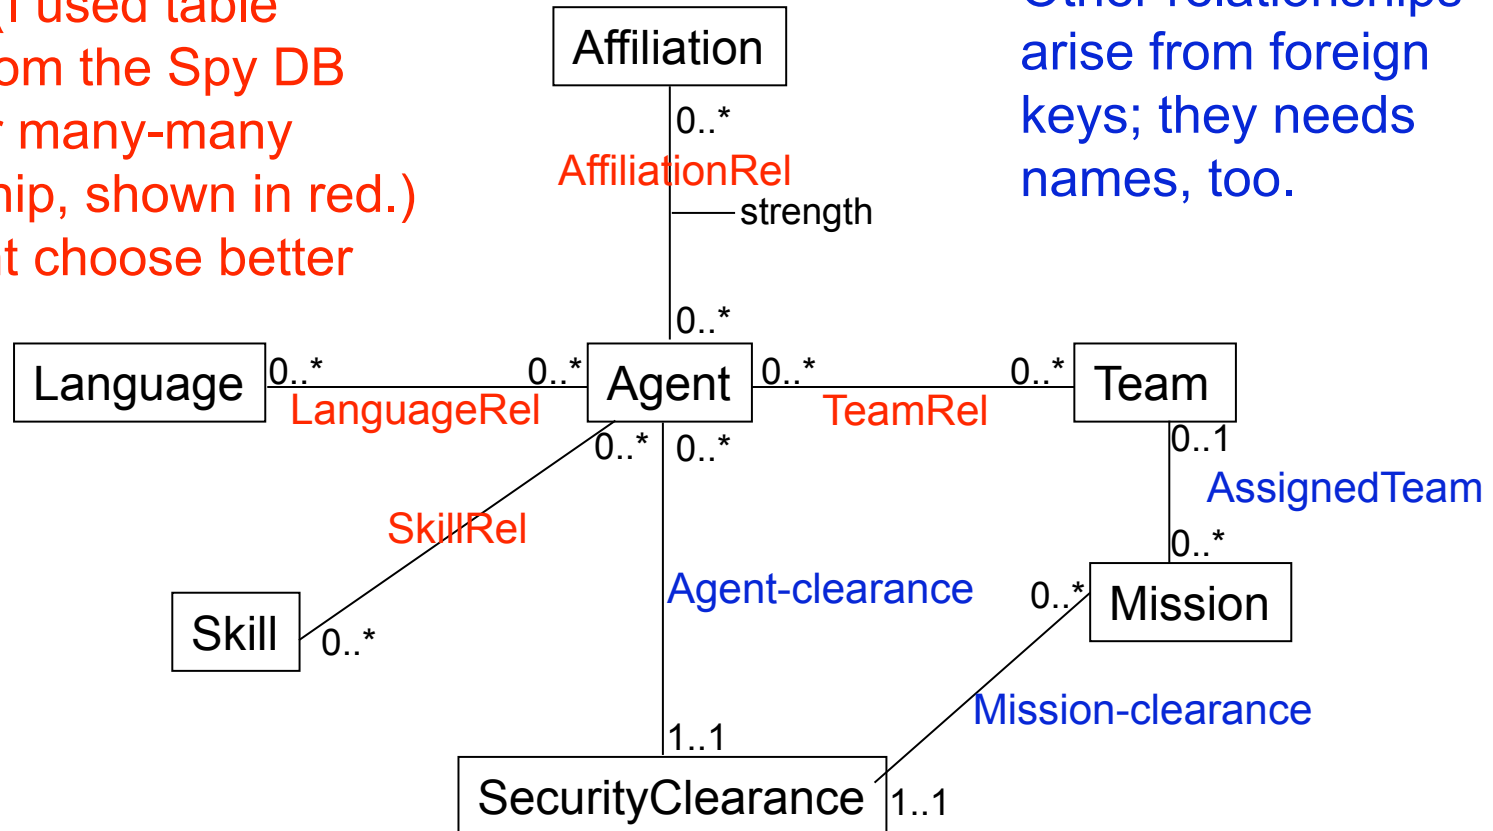 (I used table
om the Spy DB
r many-many
hip, shown in red.)
t choose better
Other relationships
arise from foreign
keys; they needs
names, too.
Affiliation
0..*
AffiliationRel
strength
0..*
Language
0..*
0..*
LanguageRel
Agent
0..*
0..*
TeamRel
Team
0..*
0..*
0..1
AssignedTeam
SkillRel
0..*
Agent-clearance
0..*
Mission
Skill
0..*
Mission-clearance
1..1
SecurityClearance
1..1